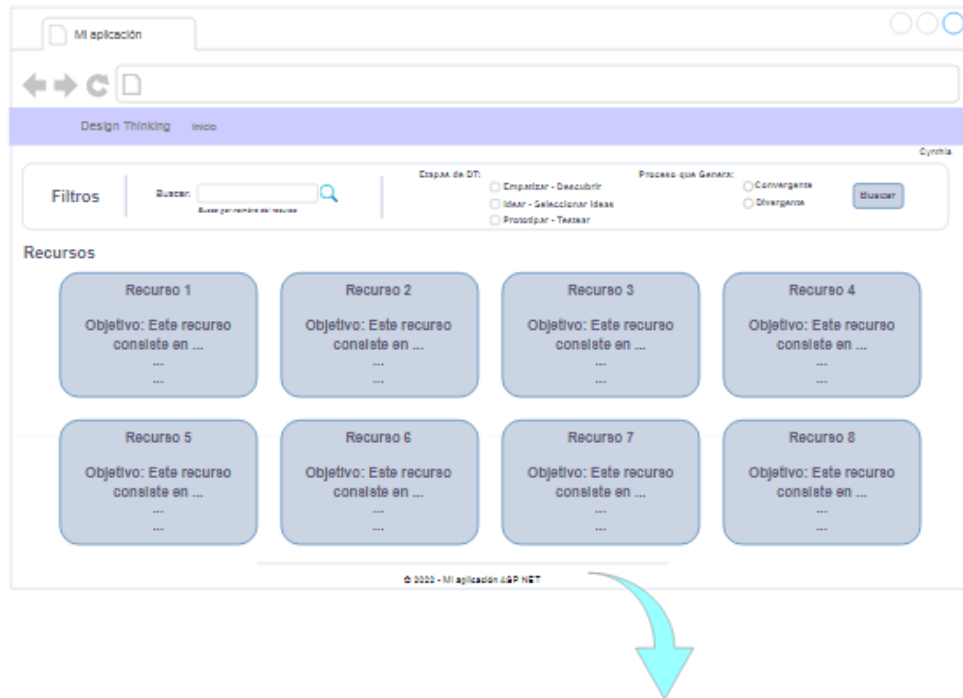 Mi aplicación
Design Thinking Inicio
Cynthia
Filtros
Buscar:
Busca por nombre del recurso
Etapas de DT:
Empatizar - Descubrir
Idear - Seleccionar Ideas
Prototipar - Testear
Proceso que Genera:
Convergente
Divergente
Buscar
Recursos
Recurso 1
Objetivo: Este recurso
consiste en ...
...
...
Recurso 2
Objetivo: Este recurso
consiste en ...
...
...
Recurso 3
Objetivo: Este recurso
consiste en ...
...
...
Recurso 4
Objetivo: Este recurso
consiste en ...
...
...
Recurso 5
Objetivo: Este recurso
consiste en ...
...
...
Recurso 6
Objetivo: Este recurso
consiste en ...
...
...
Recurso 7
Objetivo: Este recurso
consiste en ...
...
...
Recurso 8
Objetivo: Este recurso
consiste en ...
...
...
© 2022 - Mi aplicación ASP NET